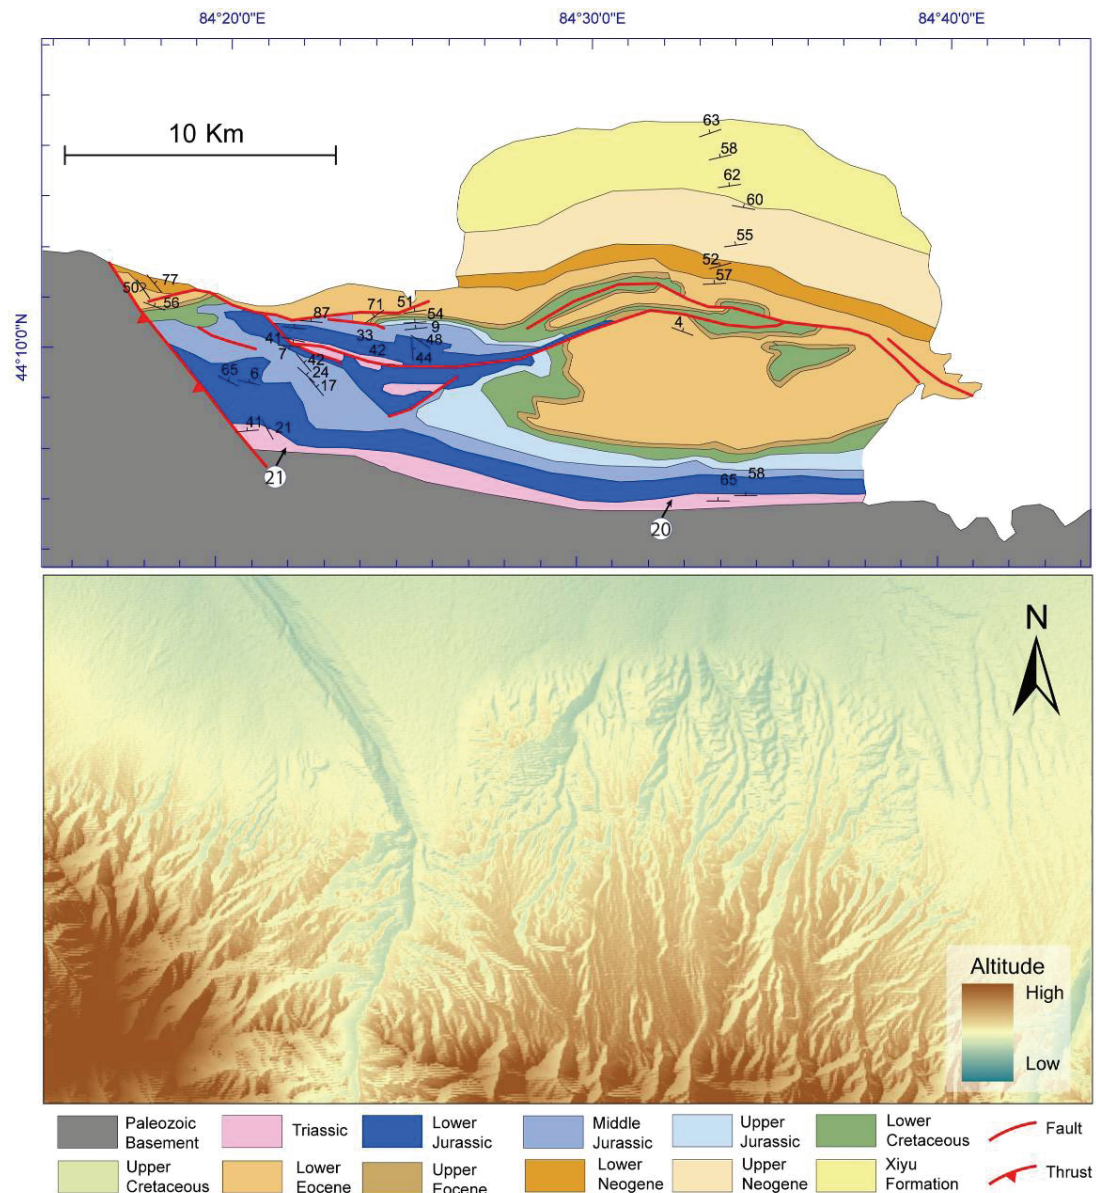 84°20'0"E 84°30'0"E 84°40'0"E
10 Km
44°10'0"N
63
58
62
60
55
52
57
77
50
56
87
71
51
54
9
48
44
33
42
41
7
42
24
17
65
6
41
21
4
65
58
21
20
N
Altitude
High
Low
Paleozoic
Basement
Triassic
Lower
Jurassic
Middle
Jurassic
Upper
Jurassic
Lower
Cretaceous
Fault
Upper
Cretaceous
Lower
Eocene
Upper
Eocene
Lower
Neogene
Upper
Neogene
Xiyu
Formation
Thrust